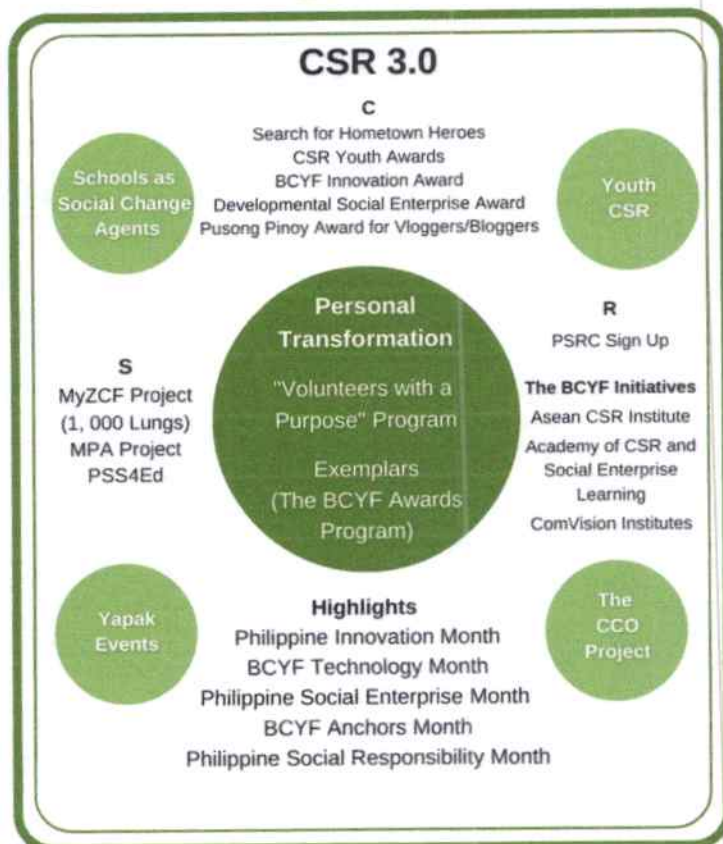 CSR 3.0
C
Search for Hometown Heroes
CSR Youth Awards
BCYF Innovation Award
Developmental Social Enterprise Award
Pusong Pinoy Award for Vloggers/Bloggers
Schools as
Social Change
Agents
Youth
CSR
Personal
Transformation
"Volunteers with a
Purpose" Program
Exemplars
(The BCYF Awards
Program)
S
MyZCF Project
(1, 000 Lungs)
MPA Project
PSS4Ed
R
PSRC Sign Up
The BCYF Initiatives
Asean CSR Institute
Academy of CSR and
Social Enterprise
Learning
ComVision Institutes
Yapak
Events
The
CCO
Project
Highlights
Philippine Innovation Month
BCYF Technology Month
Philippine Social Enterprise Month
BCYF Anchors Month
Philippine Social Responsibility Month